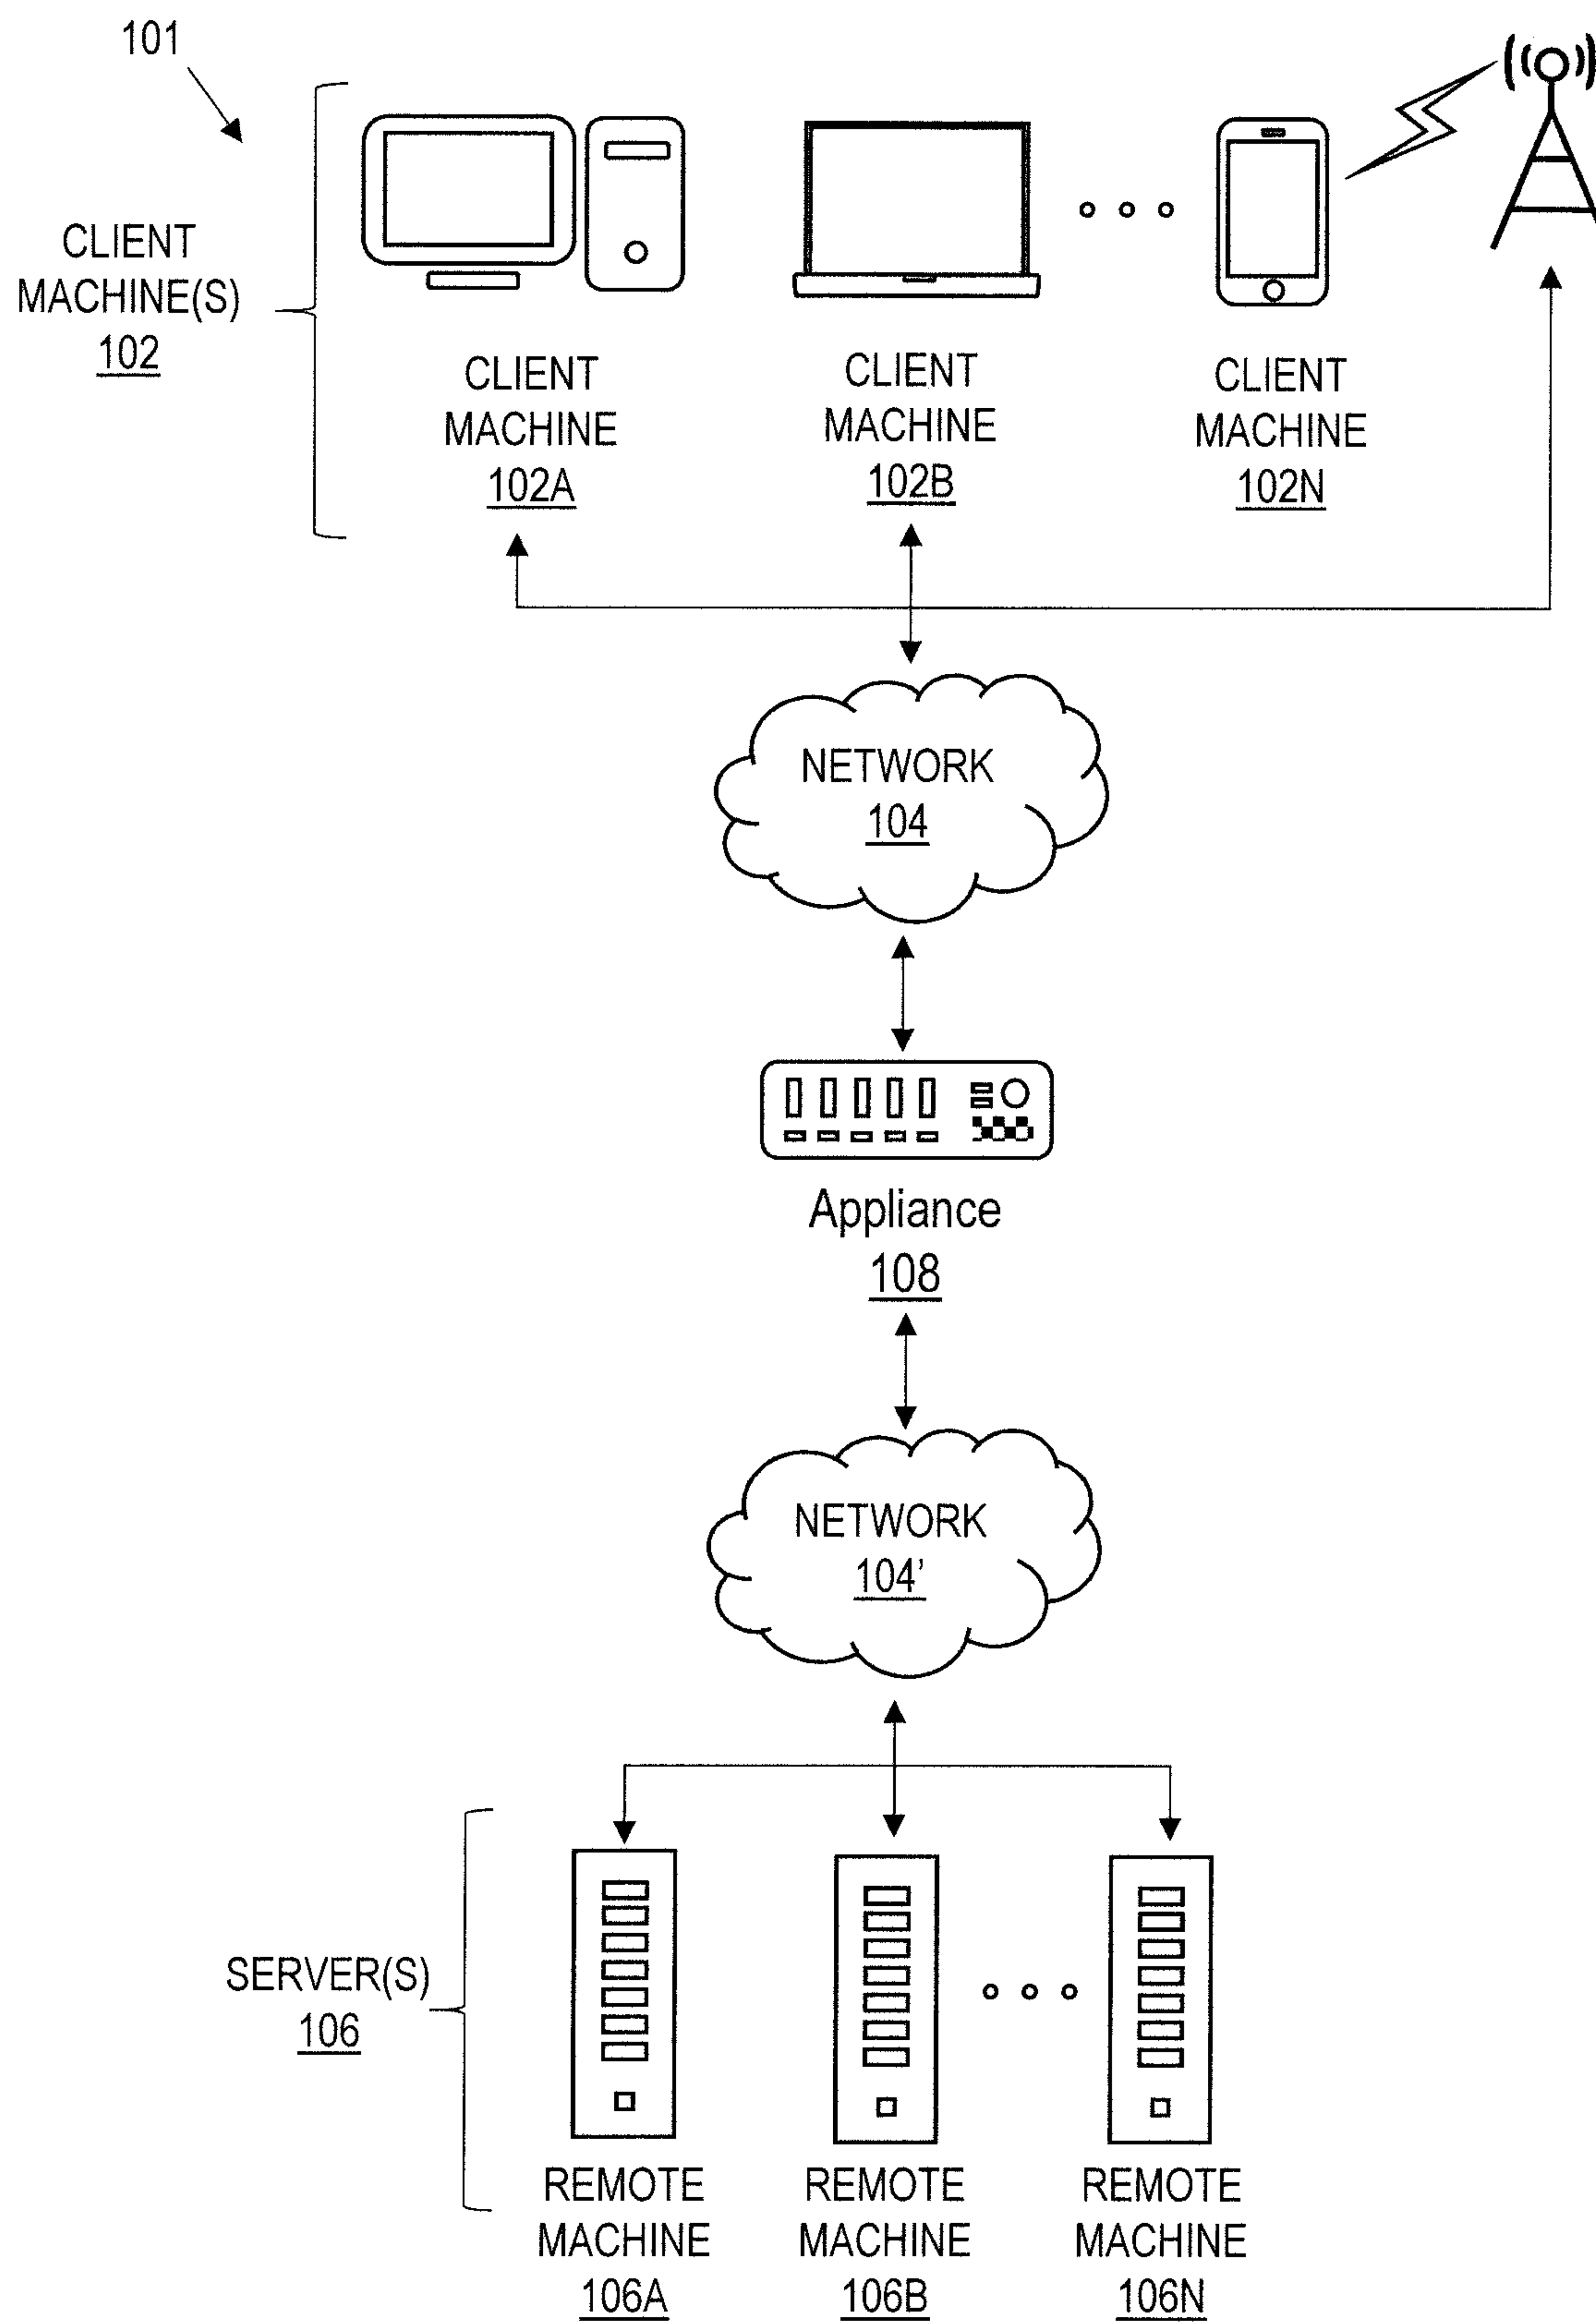 101
CLIENT
MACHINE(S)
102
CLIENT
MACHINE
102A
CLIENT
MACHINE
102B
CLIENT
MACHINE
102N
NETWORK
104
Appliance
108
NETWORK
104'
SERVER(S)
106
REMOTE
MACHINE
106A
REMOTE
MACHINE
106B
REMOTE
MACHINE
106N